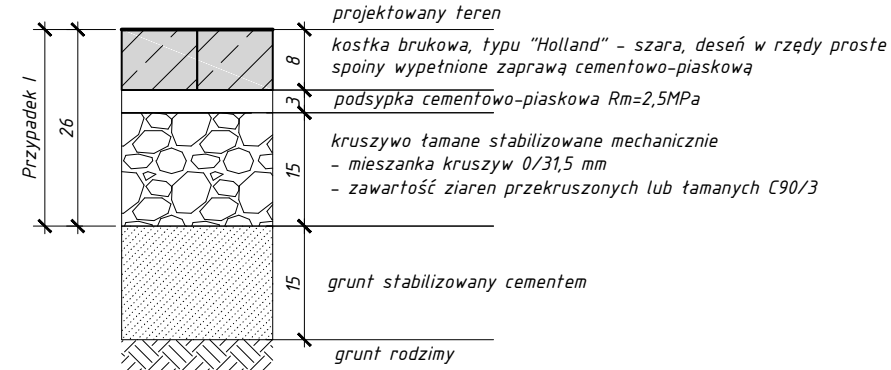 projektowany teren
kostka brukowa, typu "Holland" - szara, deseń w rzędy proste
spoiny wypełnione zaprawą cementowo-piaskową
8
podsypka cementowo-piaskowa Rm=2,5MPa
3
Przypadek I
26
kruszywo łamane stabilizowane mechanicznie
- mieszanka kruszyw 0/31,5 mm
- zawartość ziaren przekruszonych lub łamanych C90/3
15
grunt stabilizowany cementem
15
grunt rodzimy